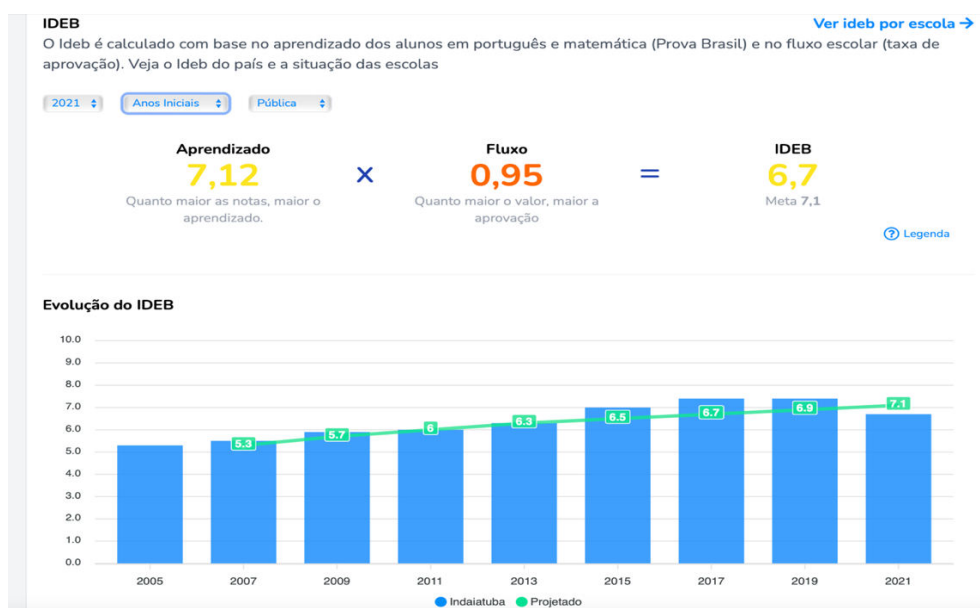 IDEB
Ver ideb por escola →
O Ideb é calculado com base no aprendizado dos alunos em português e matemática (Prova Brasil) e no fluxo escolar (taxa de
aprovação). Veja o Ideb do país e a situação das escolas
2021 Anos Iniciais Pública
Aprendizado Fluxo IDEB
7,12 x 0,95 = 6,7
Quanto maior as notas, maior o Quanto maior o valor, maior a Meta 7,1
aprendizado. aprovação
? Legenda
Evolução do IDEB
10.0
9.0
8.0
7.0
6.0
5.0
4.0
3.0
2.0
1.0
0.0
5.3 5.7 6 6.3 6.5 6.7 6.9 7.1
2005 2007 2009 2011 2013 2015 2017 2019 2021
Indaiatuba Projetado